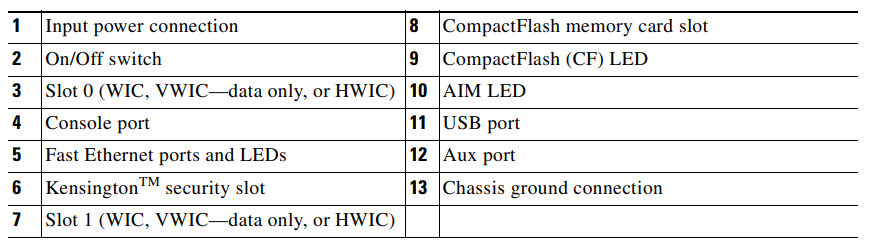 1 Input power connection 8 CompactFlash memory card slot
2 On/Off switch 9 CompactFlash (CF) LED
3 Slot 0 (WIC, VWIC—data only, or HWIC) 10 AIM LED
4 Console port 11 USB port
5 Fast Ethernet ports and LEDs 12 Aux port
6 Kensington™ security slot 13 Chassis ground connection
7 Slot 1 (WIC, VWIC—data only, or HWIC)